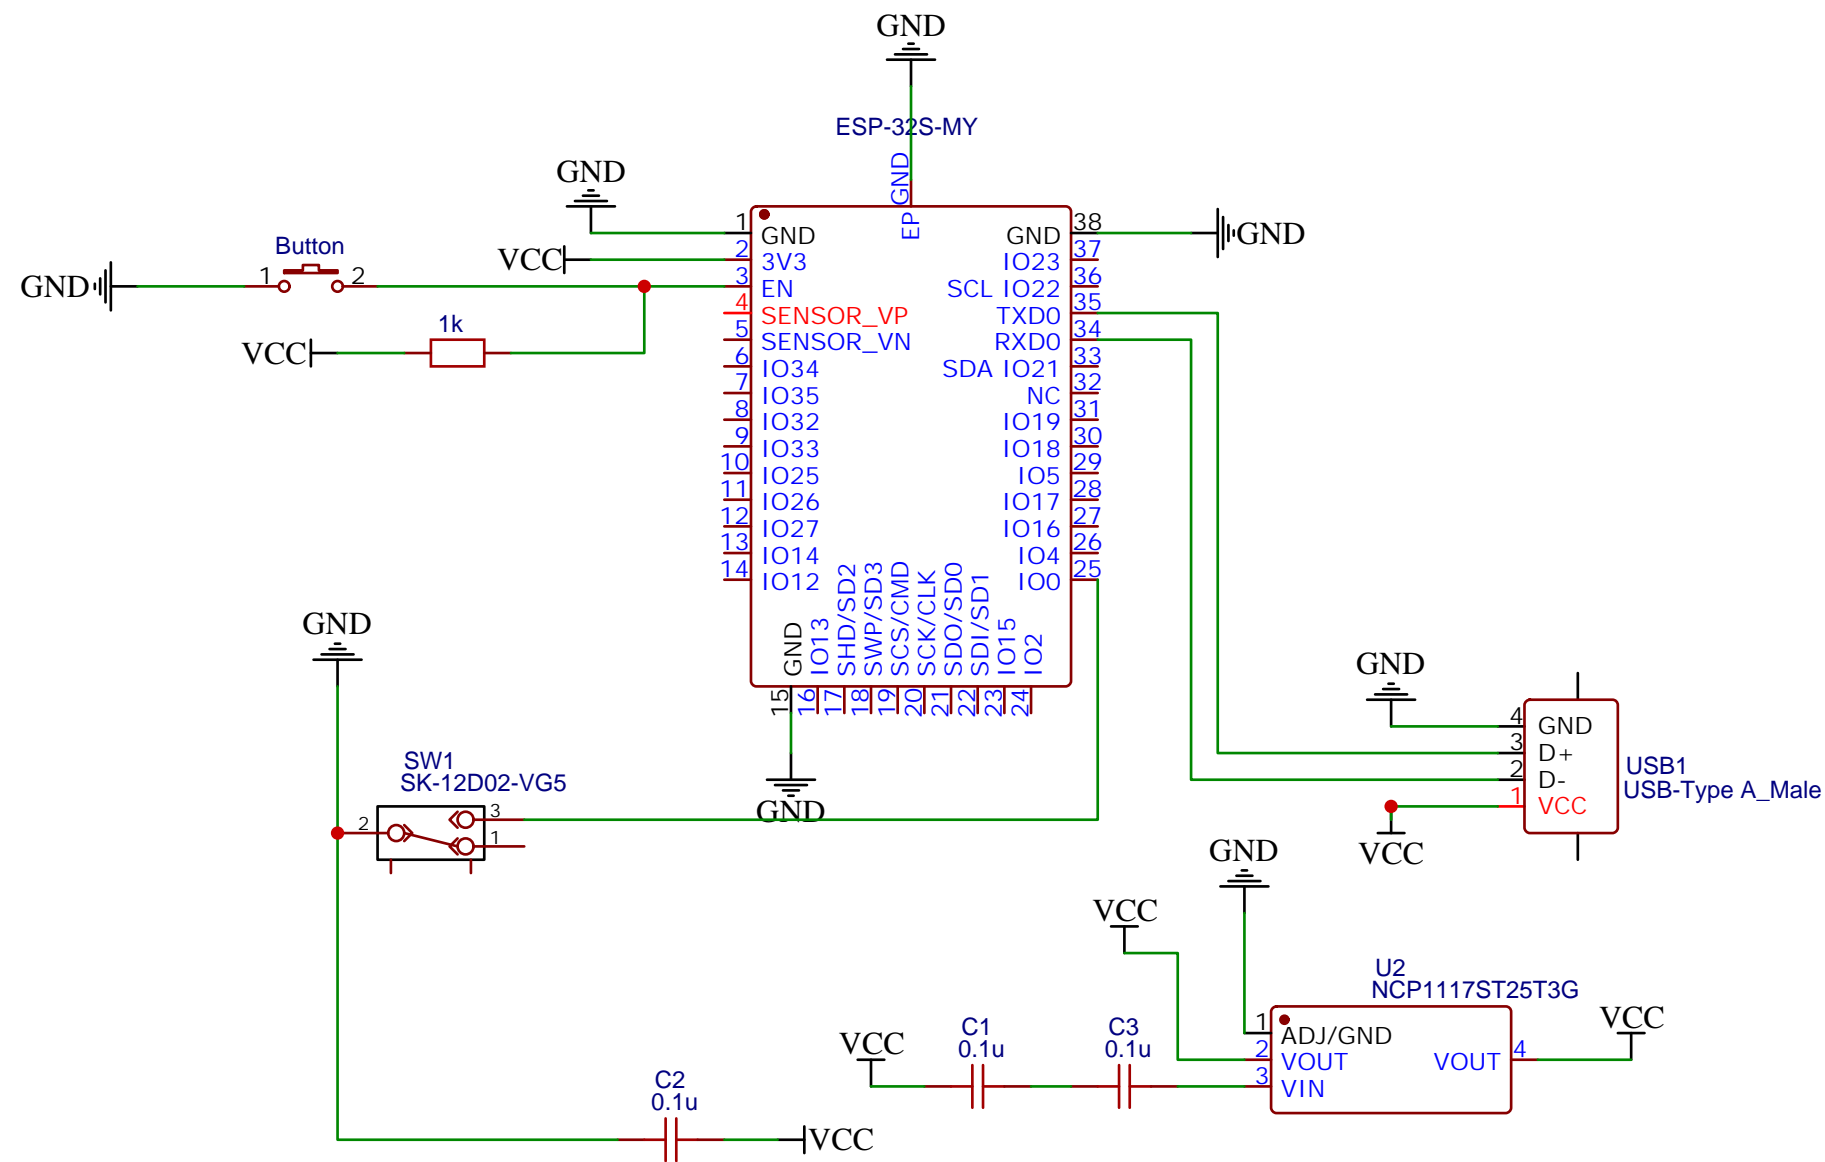 GND
ESP-32S-MY
GND
EP GND
1 GND
2 3V3
3 EN
4 SENSOR_VP
5 SENSOR_VN
6 IO34
7 IO35
8 IO32
9 IO33
10 IO25
11 IO26
12 IO27
13 IO14
14 IO12
GND 38
IO23 37
SCL IO22 36
TXD0 35
RXD0 34
SDA IO21 33
NC 32
IO19 31
IO18 30
IO5 29
IO17 28
IO16 27
IO4 26
IO0 25
15 GND
16 IO13
17 SHD/SD2
18 SWP/SD3
19 SCS/CMD
20 SCK/CLK
21 SDO/SD0
22 SDI/SD1
23 IO15
24 IO2
GND
VCC
Button
GND 1 2
1k
VCC
GND
GND
SW1
SK-12D02-VG5
2 3
1
GND
4 GND
3 D+
2 D-
1 VCC
USB1
USB-Type A_Male
VCC
GND
VCC
U2
NCP1117ST25T3G
1 ADJ/GND
2 VOUT
3 VIN
VOUT 4
VCC
VCC
C1
0.1u
C3
0.1u
C2
0.1u
VCC